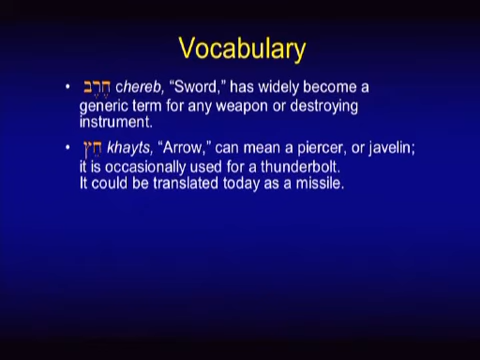 Vocabulary
• חֶרֶב chereb, “Sword,” has widely become a
generic term for any weapon or destroying
instrument.
• חֵץ khayts, “Arrow,” can mean a piercer, or javelin;
it is occasionally used for a thunderbolt.
It could be translated today as a missile.